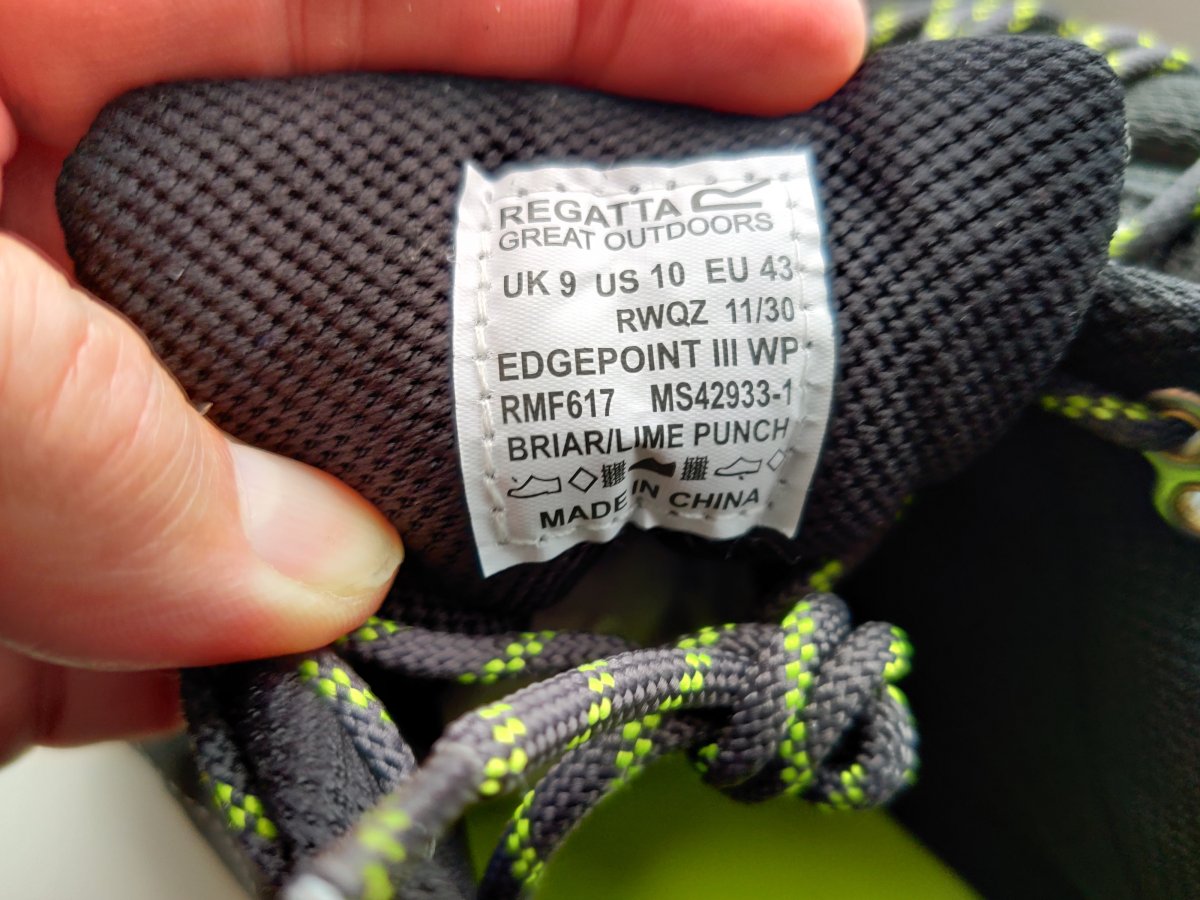 REGATTA
GREAT OUTDOORS
UK 9 US 10 EU 43
RWQZ 11/30
EDGEPOINT III WP
RMF617 MS42933-1
BRIAR/LIME PUNCH
MADE IN CHINA